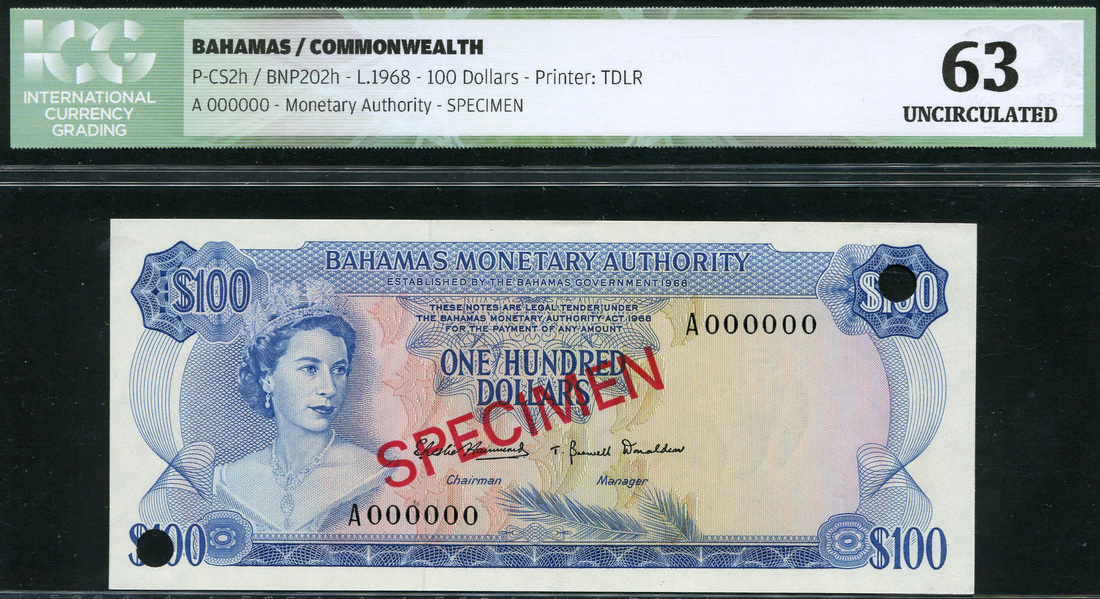 ICG
INTERNATIONAL
CURRENCY
GRADING
BAHAMAS / COMMONWEALTH
P-CS2h / BNP202h - L.1968 - 100 Dollars - Printer: TDLR
A 000000 - Monetary Authority - SPECIMEN
63
UNCIRCULATED
BAHAMAS MONETARY AUTHORITY
ESTABLISHED BY THE BAHAMAS GOVERNMENT 1968
$100
$100
THESE NOTES ARE LEGAL TENDER UNDER
THE BAHAMAS MONETARY AUTHORITY ACT 1968
FOR THE PAYMENT OF ANY AMOUNT
A000000
ONE HUNDRED
DOLLARS
SPECIMEN
T. Donaldson
Chairman Manager
A000000
$100
$100